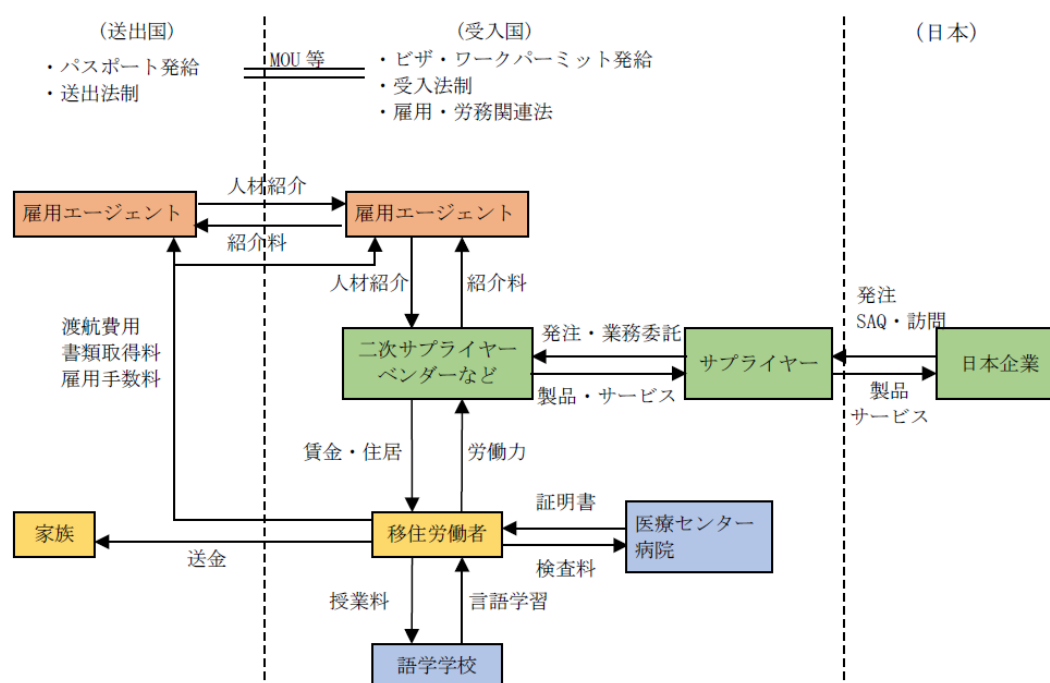 (送出国)
(受入国)
(日本)
・パスポート発給
・送出法制
MOU 等
・ビザ・ワークパーミット発給
・受入法制
・雇用・労務関連法
人材紹介
雇用エージェント
雇用エージェント
紹介料
人材紹介
紹介料
渡航費用
書類取得料
雇用手数料
発注
SAQ・訪問
発注・業務委託
二次サプライヤー
ベンダーなど
サプライヤー
日本企業
製品・サービス
製品
サービス
賃金・住居
労働力
家族
送金
移住労働者
証明書
検査料
医療センター
病院
授業料
言語学習
語学学校